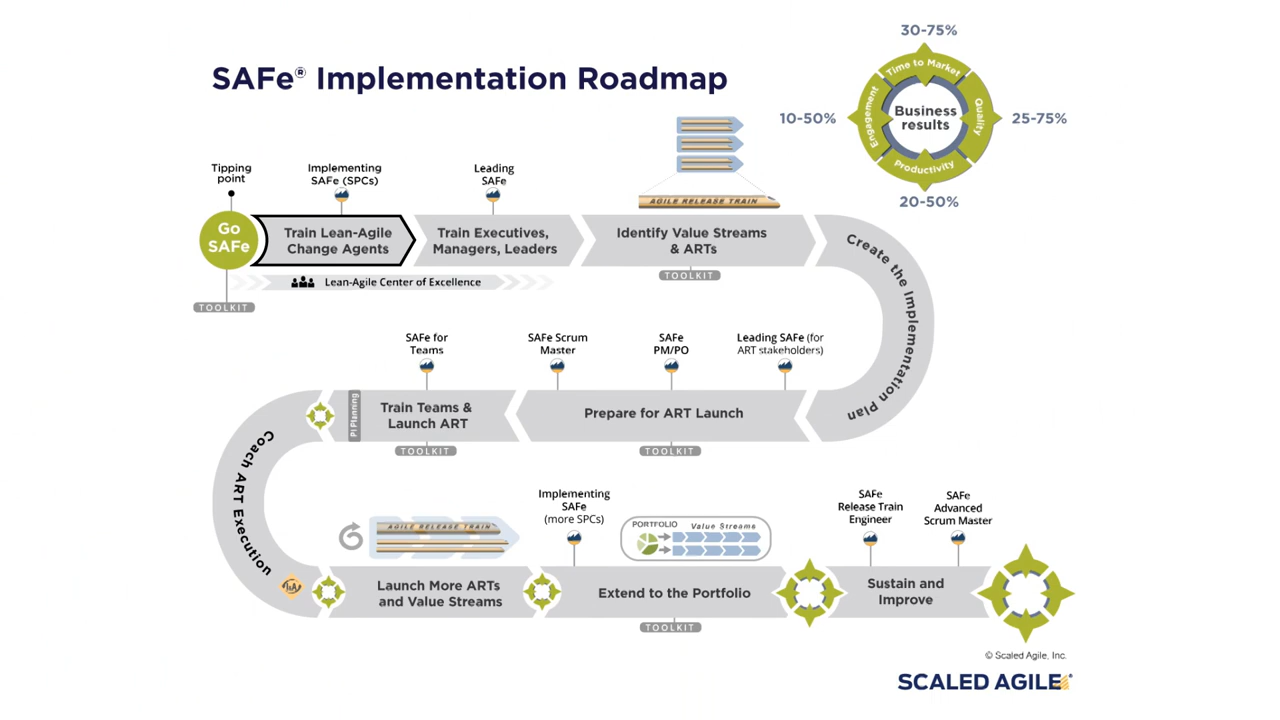 SAFe® Implementation Roadmap
30-75%
Time to Market
10-50%
Engagement
Business
results
Quality
25-75%
Productivity
20-50%
Tipping
point
Implementing
SAFe (SPCs)
Leading
SAFe
AGILE RELEASE TRAIN
Go
SAFe
Train Lean-Agile
Change Agents
Train Executives,
Managers, Leaders
Identify Value Streams
& ARTs
Create the Implementation Plan
TOOLKIT
Lean-Agile Center of Excellence
TOOLKIT
SAFe for
Teams
SAFe Scrum
Master
SAFe
PM/PO
Leading SAFe (for
ART stakeholders)
PI Planning
Train Teams &
Launch ART
Prepare for ART Launch
TOOLKIT
TOOLKIT
Coach ART Execution
I&A
AGILE RELEASE TRAIN
Implementing
SAFe
(more SPCs)
PORTFOLIO
Value Streams
SAFe
Release Train
Engineer
SAFe
Advanced
Scrum Master
Launch More ARTs
and Value Streams
Extend to the Portfolio
Sustain and
Improve
TOOLKIT
© Scaled Agile, Inc.
SCALED AGILE®